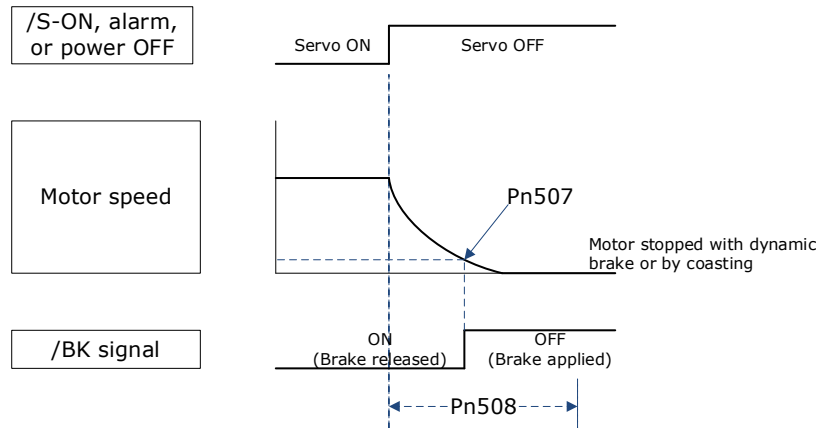 /S-ON, alarm,
or power OFF
Servo ON
Servo OFF
Motor speed
Pn507
Motor stopped with dynamic
brake or by coasting
/BK signal
ON
(Brake released)
OFF
(Brake applied)
Pn508